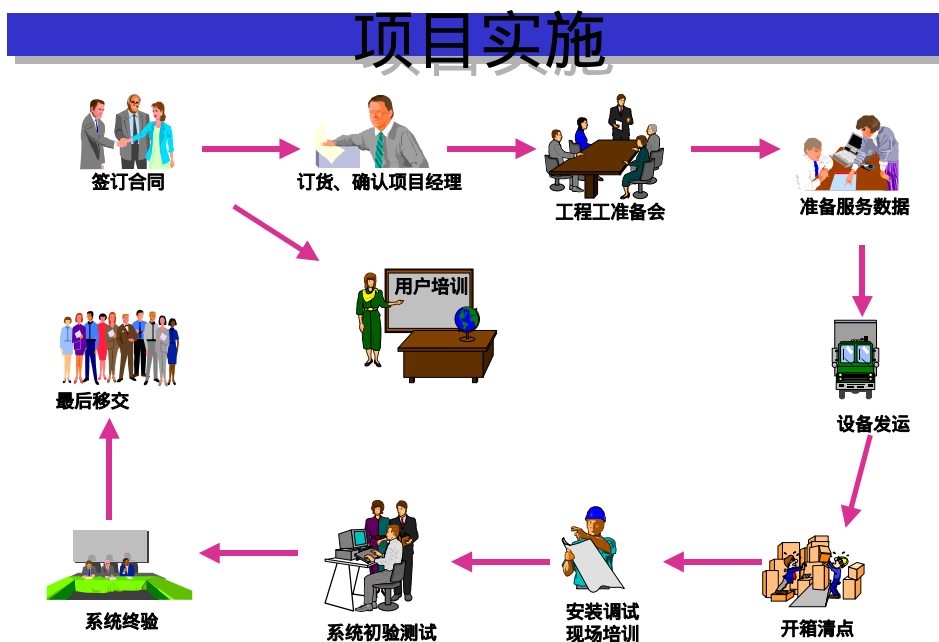 项目实施
签订合同
订货、确认项目经理
工程工准备会
准备服务数据
用户培训
最后移交
设备发运
系统终验
系统初验测试
安装调试
现场培训
开箱清点